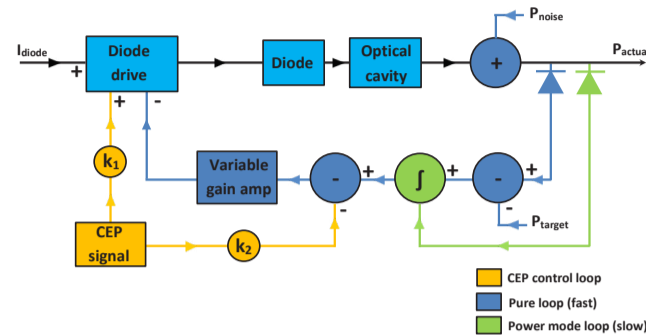 P_noise
I_diode
Diode drive
Diode
Optical cavity
+
P_actua
+
+
-
k₁
Variable gain amp
-
+
∫
+
-
+
-
-
P_target
CEP signal
k₂
CEP control loop
Pure loop (fast)
Power mode loop (slow)